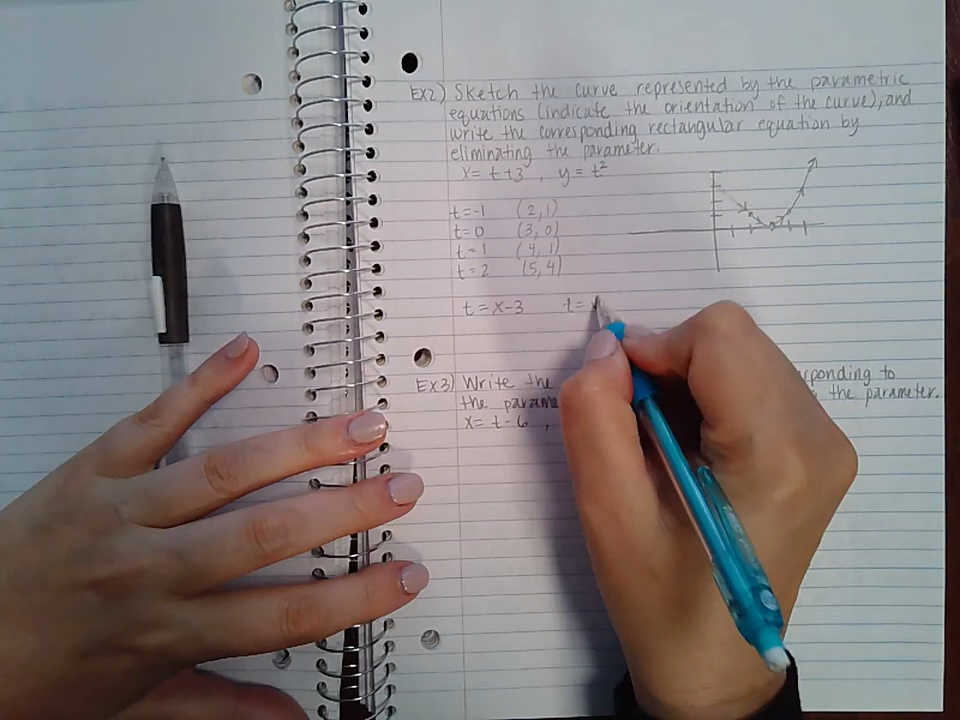 Ex2) Sketch the curve represented by the parametric
equations (indicate the orientation of the curve), and
write the corresponding rectangular equation by
eliminating the parameter.
x = t+3 , y = t²
t=-1 (2,1)
t=0 (3,0)
t=1 (4,1)
t=2 (5,4)
t = x-3 t =
Ex3) Write the
to
the the parameter.
x = t-6 ,